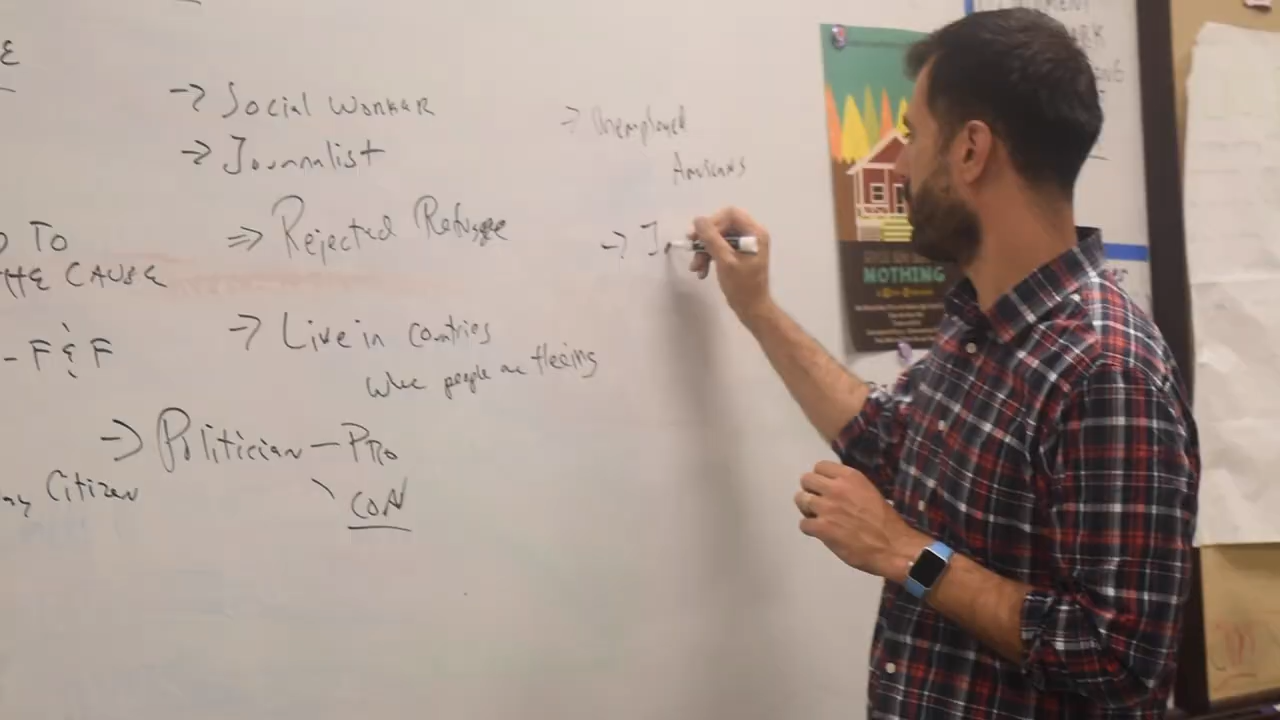 → Social Worker
→ Journalist
⇒ Rejected Refugee
→ Live in countries
where people are fleeing
→ Politician – Pro
CON
TO
THE CAUSE
- F & F
Citizen
→ Unemployed
Americans
→ Jo
NOTHING